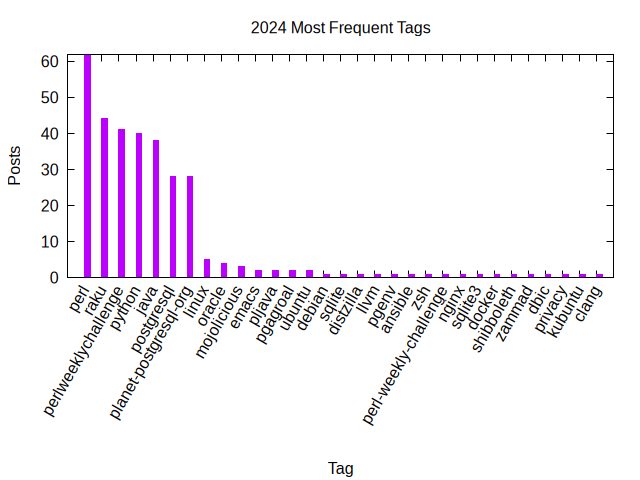 2024 Most Frequent Tags
60
50
40
30
20
10
0
Posts
perl
raku
perlweeklychallenge
python
java
postgresql
planet-postgresql-org
linux
oracle
mojolicious
emacs
pljava
pgagroal
ubuntu
debian
sqlite
distzilla
llvm
pgenv
ansible
zsh
perl-weekly-challenge
nginx
sqlite3
docker
shibboleth
zammad
dbic
privacy
kubuntu
clang
Tag